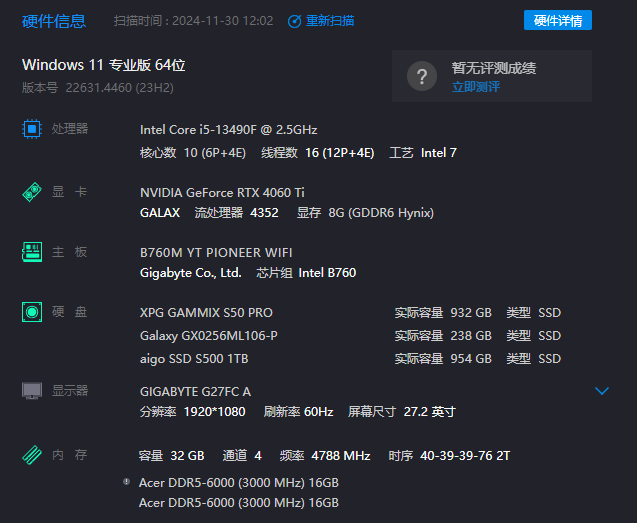 硬件信息 扫描时间 : 2024-11-30 12:02 重新扫描 硬件详情
Windows 11 专业版 64位
版本号 22631.4460 (23H2)
? 暂无评测成绩
立即测评
处理器 Intel Core i5-13490F @ 2.5GHz
核心数 10 (6P+4E) 线程数 16 (12P+4E) 工艺 Intel 7
显 卡 NVIDIA GeForce RTX 4060 Ti
GALAX 流处理器 4352 显存 8G (GDDR6 Hynix)
主 板 B760M YT PIONEER WIFI
Gigabyte Co., Ltd. 芯片组 Intel B760
硬 盘 XPG GAMMIX S50 PRO 实际容量 932 GB 类型 SSD
Galaxy GX0256ML106-P 实际容量 238 GB 类型 SSD
aigo SSD S500 1TB 实际容量 954 GB 类型 SSD
显示器 GIGABYTE G27FC A
分辨率 1920*1080 刷新率 60Hz 屏幕尺寸 27.2 英寸
内 存 容量 32 GB 通道 4 频率 4788 MHz 时序 40-39-39-76 2T
Acer DDR5-6000 (3000 MHz) 16GB
Acer DDR5-6000 (3000 MHz) 16GB